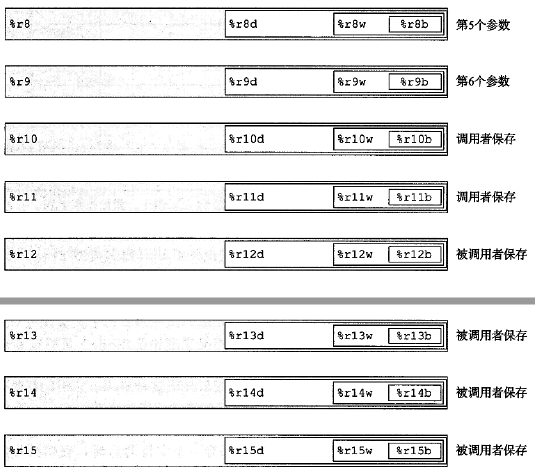 %r8 %r8d %r8w %r8b 第5个参数
%r9 %r9d %r9w %r9b 第6个参数
%r10 %r10d %r10w %r10b 调用者保存
%r11 %r11d %r11w %r11b 调用者保存
%r12 %r12d %r12w %r12b 被调用者保存
%r13 %r13d %r13w %r13b 被调用者保存
%r14 %r14d %r14w %r14b 被调用者保存
%r15 %r15d %r15w %r15b 被调用者保存